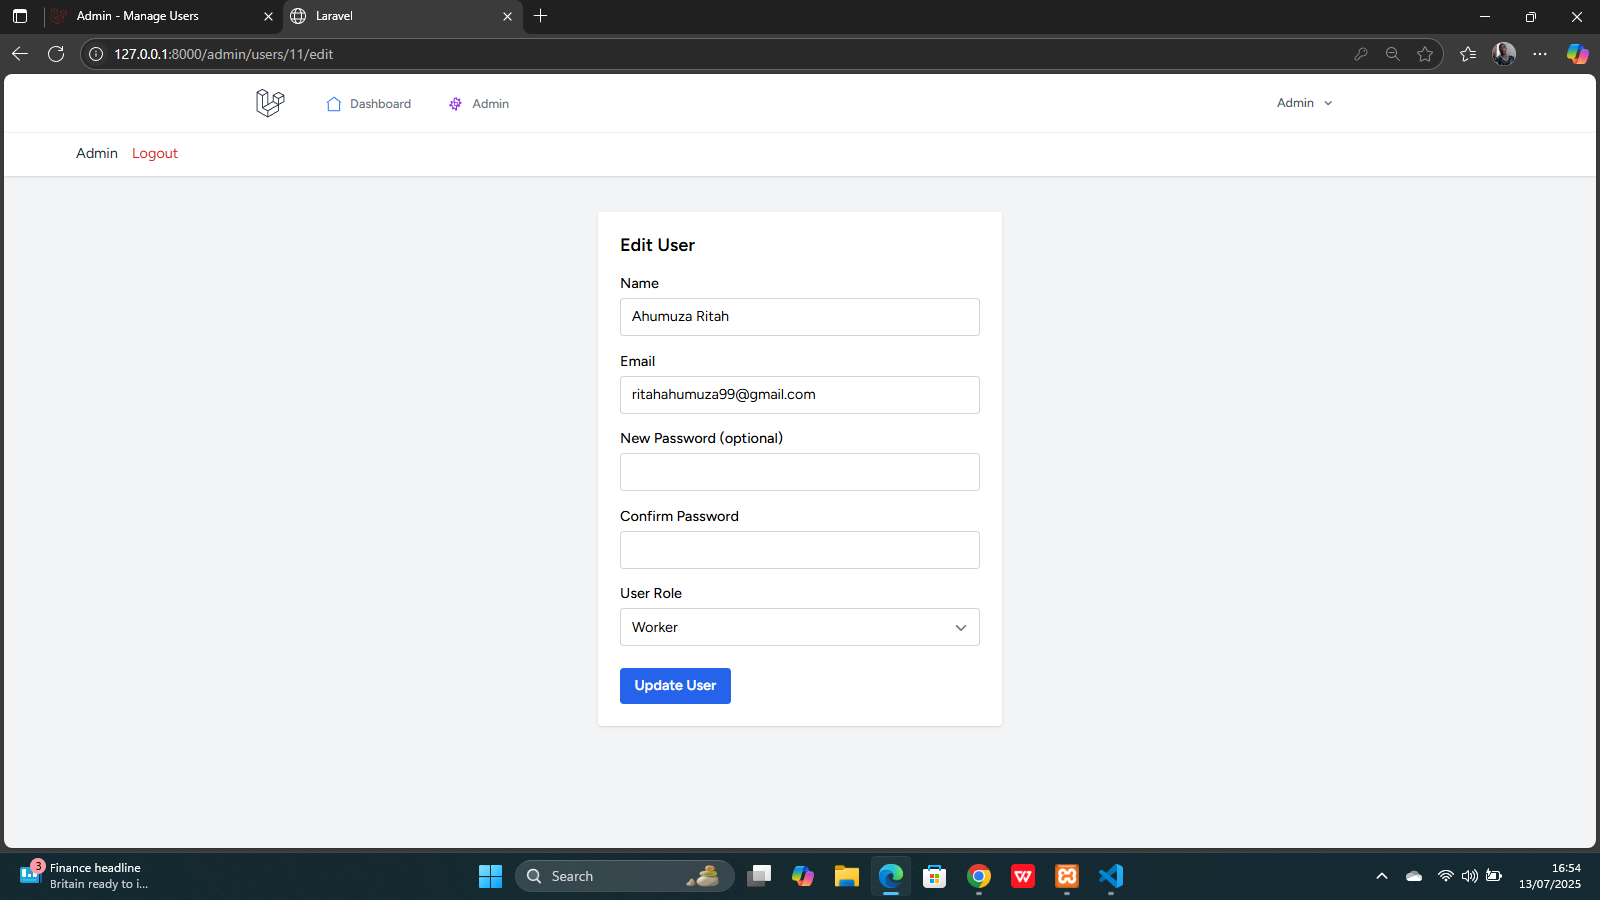 Admin - Manage Users
Laravel
127.0.0.1:8000/admin/users/11/edit
Dashboard
Admin
Admin
Admin
Logout
Edit User
Name
Ahumuza Ritah
Email
ritahahumuza99@gmail.com
New Password (optional)
Confirm Password
User Role
Worker
Update User
3
Finance headline
Britain ready to i...
Search
W
16:54
13/07/2025